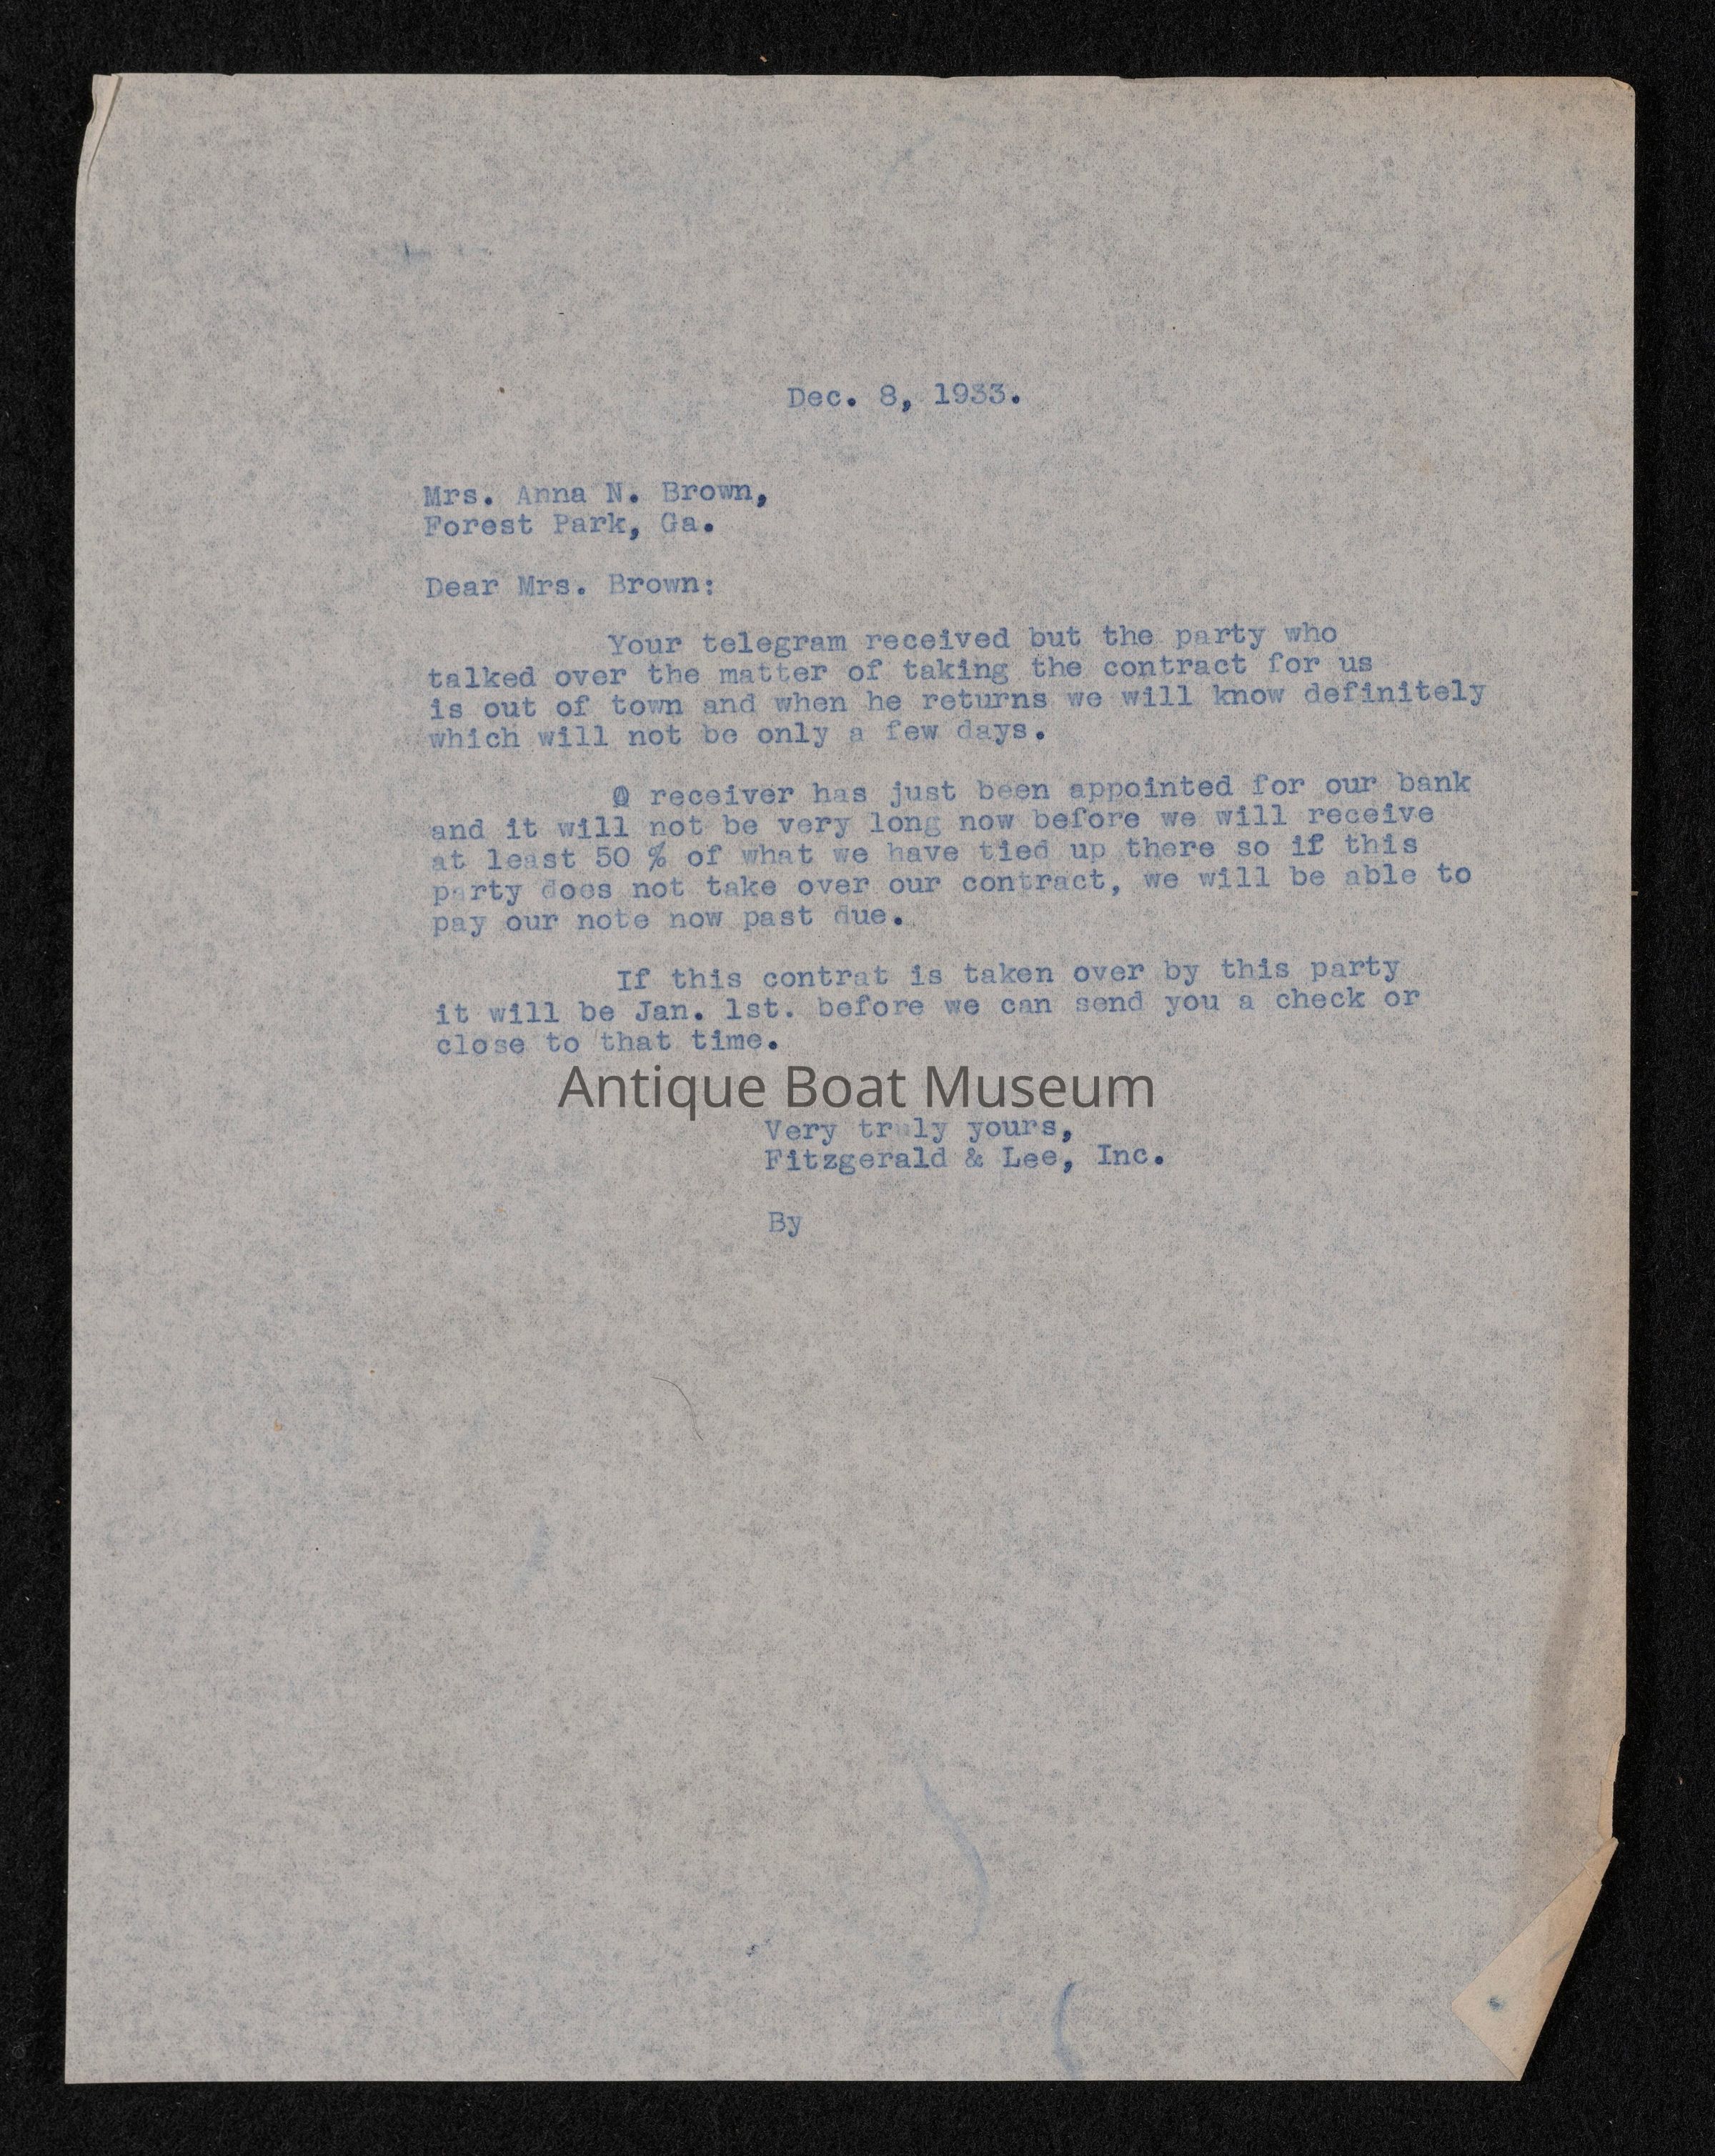 Dec. 8, 1933.
Mrs. Anna N. Brown,
Forest Park, Ga.
Dear Mrs. Brown:
Your telegram received but the party who
talked over the matter of taking the contract for us
is out of town and when he returns we will know definitely
which will not be only a few days.
receiver has just been appointed for our bank
and it will not be very long now before we will receive
at least 50 % of what we have tied up there so if this
party does not take over our contract, we will be able to
pay our note now past due.
If this contrat is taken over by this party
it will be Jan. 1st. before we can send you a check or
close to that time.
Antique Boat Museum
Very truly yours,
Fitzgerald & Lee, Inc.
By